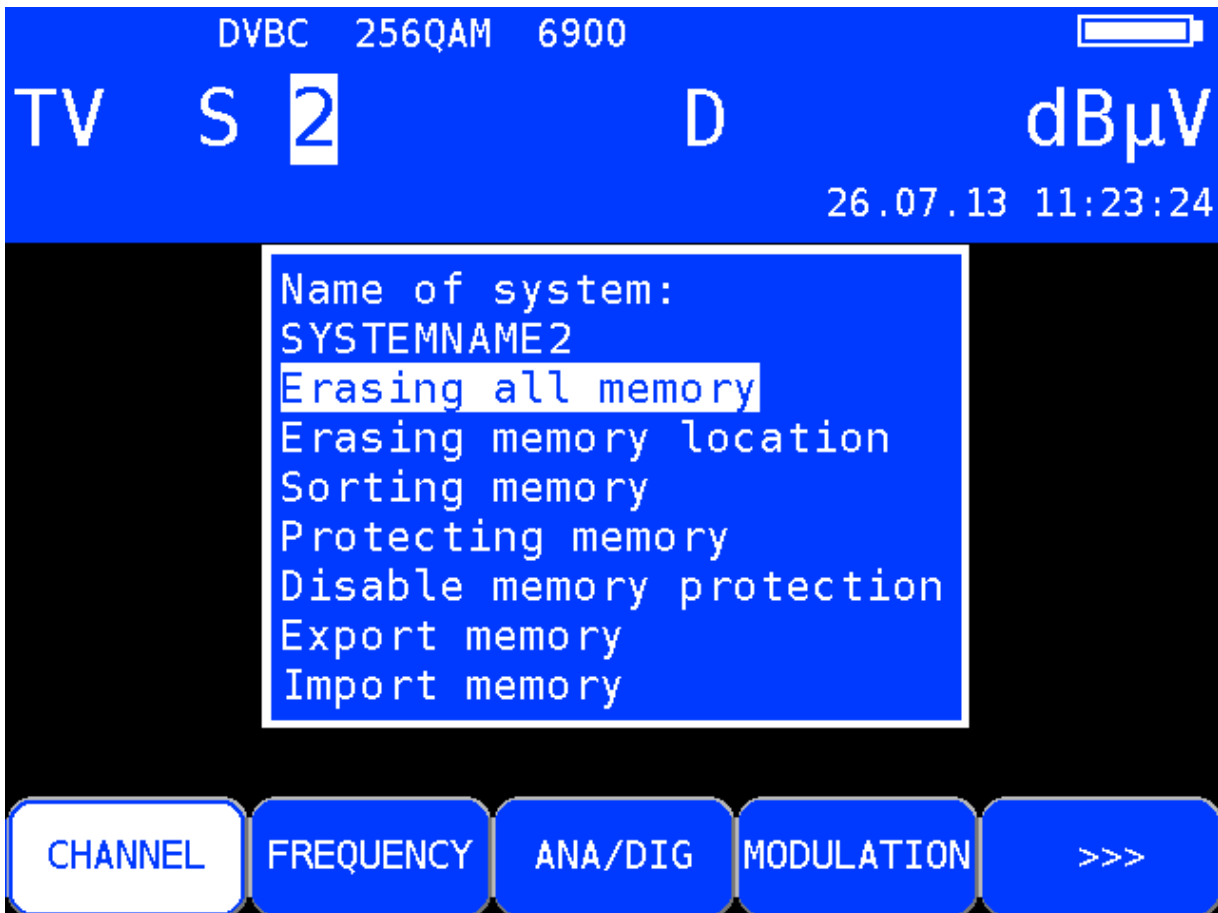 DVBC 256QAM 6900
TV S 2 D dBµV
26.07.13 11:23:24
Name of system:
SYSTEMNAME2
Erasing all memory
Erasing memory location
Sorting memory
Protecting memory
Disable memory protection
Export memory
Import memory
CHANNEL FREQUENCY ANA/DIG MODULATION >>>